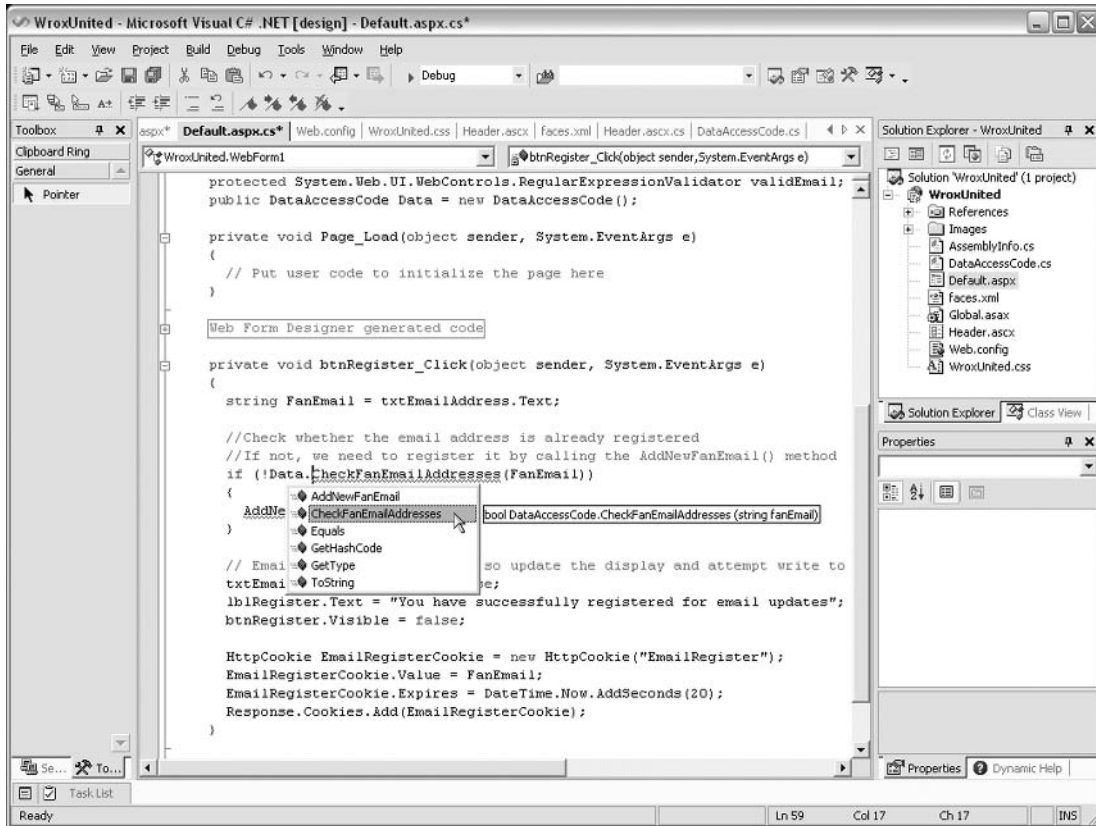 WroxUnited - Microsoft Visual C# .NET [design] - Default.aspx.cs*
File Edit View Project Build Debug Tools Window Help
Debug
Toolbox
Clipboard Ring
General
Pointer
aspx* Default.aspx.cs* Web.config WroxUnited.css Header.ascx faces.xml Header.ascx.cs DataAccessCode.cs
WroxUnited.WebForm1
btnRegister_Click(object sender,System.EventArgs e)
protected System.Web.UI.WebControls.RegularExpressionValidator validEmail;
public DataAccessCode Data = new DataAccessCode();
private void Page_Load(object sender, System.EventArgs e)
{
// Put user code to initialize the page here
}
Web Form Designer generated code
private void btnRegister_Click(object sender, System.EventArgs e)
{
string FanEmail = txtEmailAddress.Text;
//Check whether the email address is already registered
//If not, we need to register it by calling the AddNewFanEmail() method
if (!Data.CheckFanEmailAddresses(FanEmail))
{
AddNe
}
// Emai so update the display and attempt write to
txtEmai se;
lblRegister.Text = "You have successfully registered for email updates";
btnRegister.Visible = false;
HttpCookie EmailRegisterCookie = new HttpCookie("EmailRegister");
EmailRegisterCookie.Value = FanEmail;
EmailRegisterCookie.Expires = DateTime.Now.AddSeconds(20);
Response.Cookies.Add(EmailRegisterCookie);
}
AddNewFanEmail
CheckFanEmailAddresses
Equals
GetHashCode
GetType
ToString
bool DataAccessCode.CheckFanEmailAddresses (string fanEmail)
Solution Explorer - WroxUnited
Solution 'WroxUnited' (1 project)
WroxUnited
References
Images
AssemblyInfo.cs
DataAccessCode.cs
Default.aspx
faces.xml
Global.asax
Header.ascx
Web.config
WroxUnited.css
Solution Explorer Class View
Properties
Properties Dynamic Help
Se... To...
Task List
Ready Ln 59 Col 17 Ch 17 INS